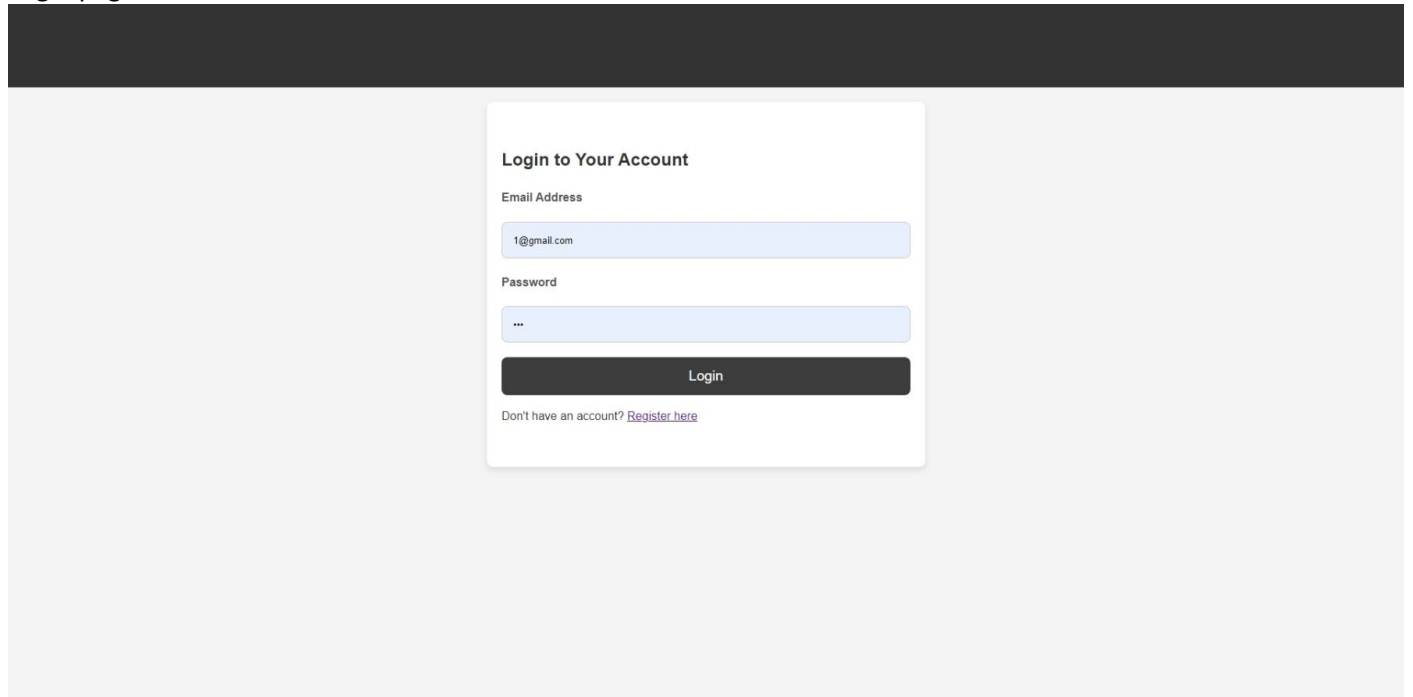 Login to Your Account
Email Address
1@gmail.com
Password
•••
Login
Don't have an account? Register here